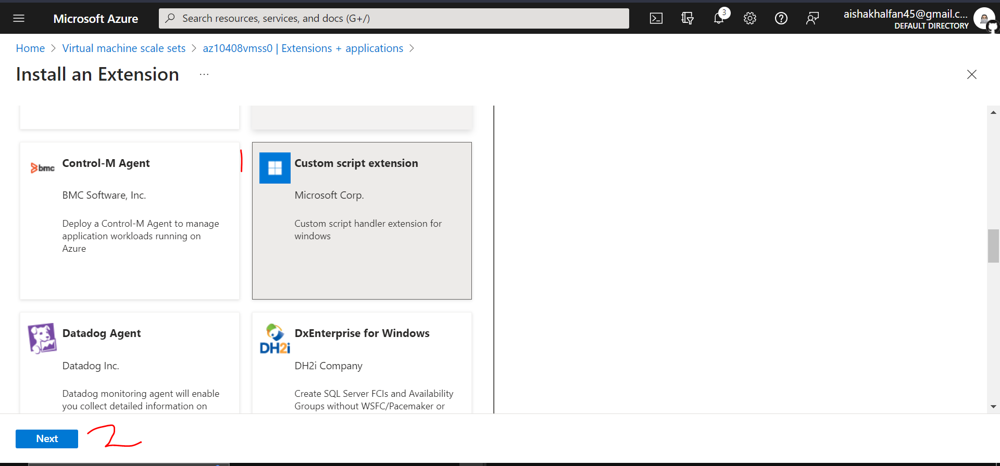 Microsoft Azure
Search resources, services, and docs (G+/)
3
aishakhalfan45@gmail.c...
DEFAULT DIRECTORY
Home > Virtual machine scale sets > az10408vmss0 | Extensions + applications >
Install an Extension ...
1
bmc
Control-M Agent
BMC Software, Inc.
Deploy a Control-M Agent to manage
application workloads running on
Azure
Custom script extension
Microsoft Corp.
Custom script handler extension for
windows
Datadog Agent
Datadog Inc.
Datadog monitoring agent will enable
you collect detailed information on
DH2i
DxEnterprise for Windows
DH2i Company
Create SQL Server FCIs and Availability
Groups without WSFC/Pacemaker or
Next
2